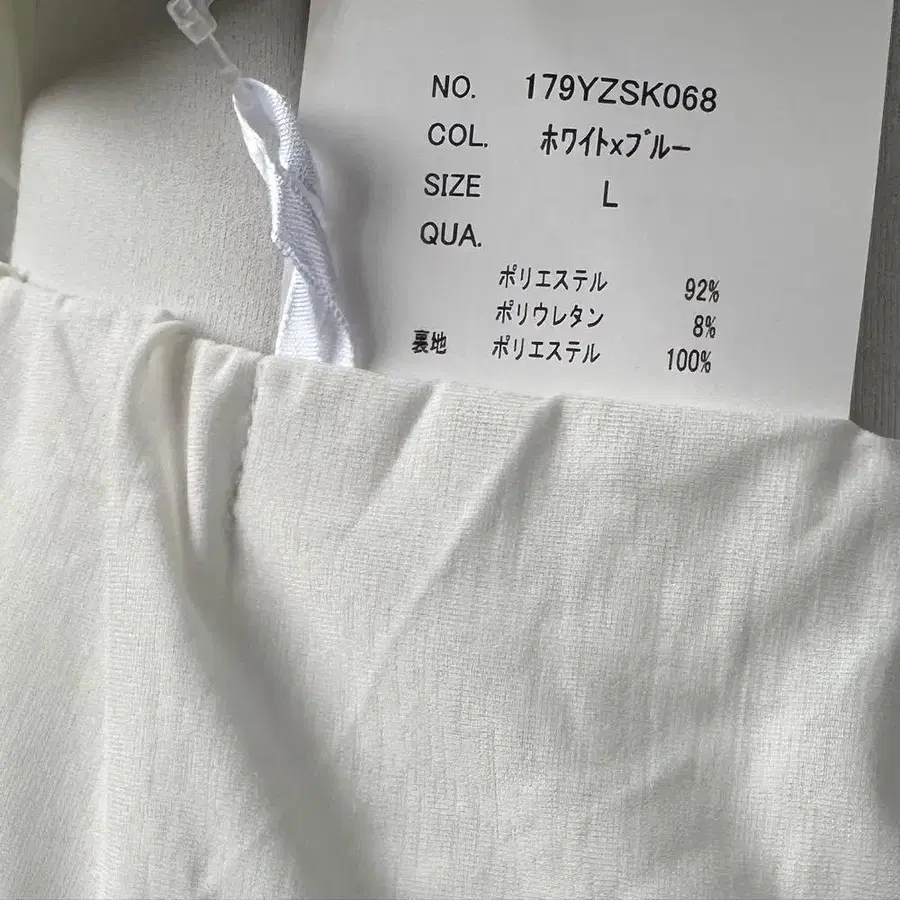 NO. 179YZSK068
COL. ホワイト×ブルー
SIZE L
QUA.
ポリエステル 92%
ポリウレタン 8%
裏地 ポリエステル 100%